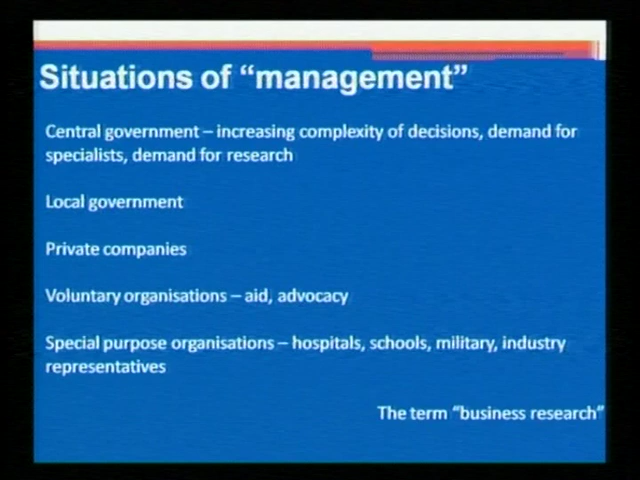 Situations of “management”
Central government – increasing complexity of decisions, demand for
specialists, demand for research
Local government
Private companies
Voluntary organisations – aid, advocacy
Special purpose organisations – hospitals, schools, military, industry
representatives
The term “business research”